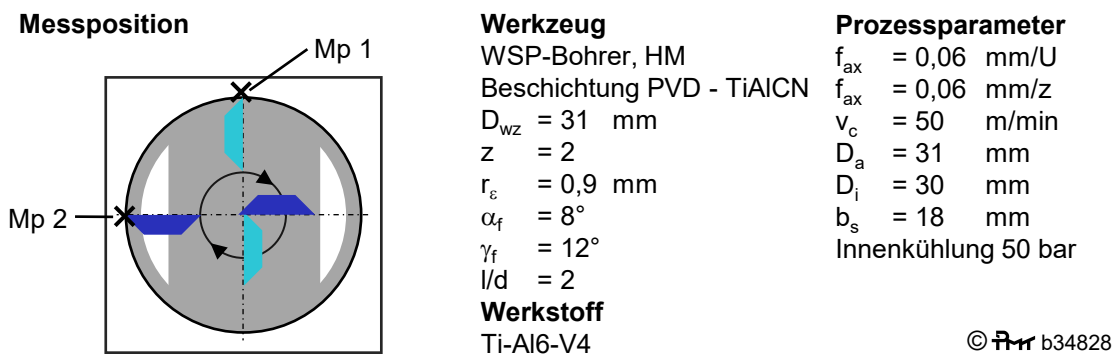 Messposition
Mp 1
Mp 2
Werkzeug
WSP-Bohrer, HM
Beschichtung PVD - TiAlCN
D_wz = 31 mm
z = 2
r_ε = 0,9 mm
α_f = 8°
γ_f = 12°
l/d = 2
Werkstoff
Ti-Al6-V4
Prozessparameter
f_ax = 0,06 mm/U
f_ax = 0,06 mm/z
v_c = 50 m/min
D_a = 31 mm
D_i = 30 mm
b_s = 18 mm
Innenkühlung 50 bar
© b34828